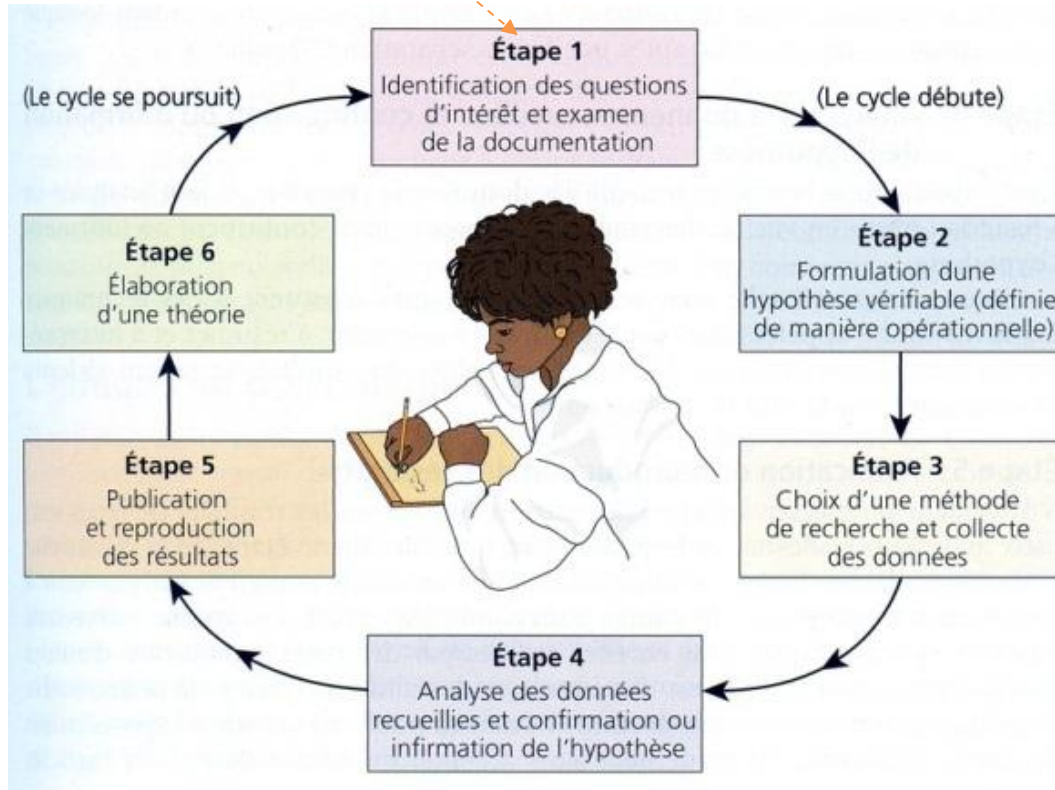 Étape 1
Identification des questions
d'intérêt et examen
de la documentation
(Le cycle débute)
Étape 2
Formulation dune
hypothèse vérifiable (définie
de manière opérationnelle)
Étape 3
Choix d'une méthode
de recherche et collecte
des données
Étape 4
Analyse des données
recueillies et confirmation ou
infirmation de l'hypothèse
Étape 5
Publication
et reproduction
des résultats
Étape 6
Élaboration
d'une théorie
(Le cycle se poursuit)